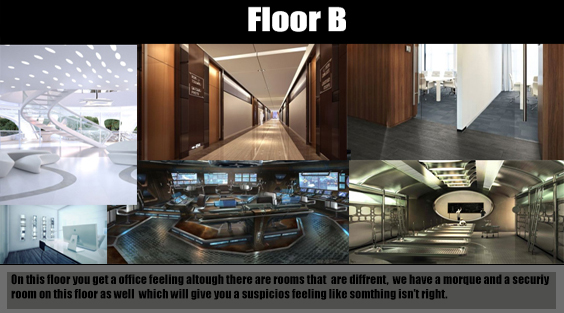 Floor B
On this floor you get a office feeling altough there are rooms that are diffrent, we have a morque and a securiy
room on this floor as well which will give you a suspicios feeling like somthing isn't right.